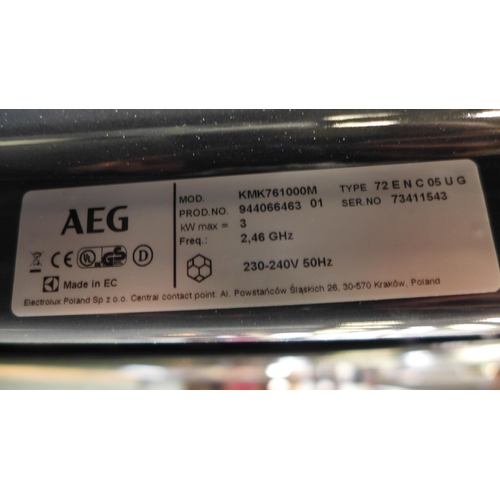 AEG
MOD. KMK761000M TYPE 72 E N C 05 U G
PROD.NO. 944066463 01 SER.NO 73411543
kW max = 3
Freq.: 2,46 GHz
230-240V 50Hz
Made in EC
Electrolux Poland Sp z o.o. Central contact point: Al. Powstańców Śląskich 26, 30-570 Kraków, Poland